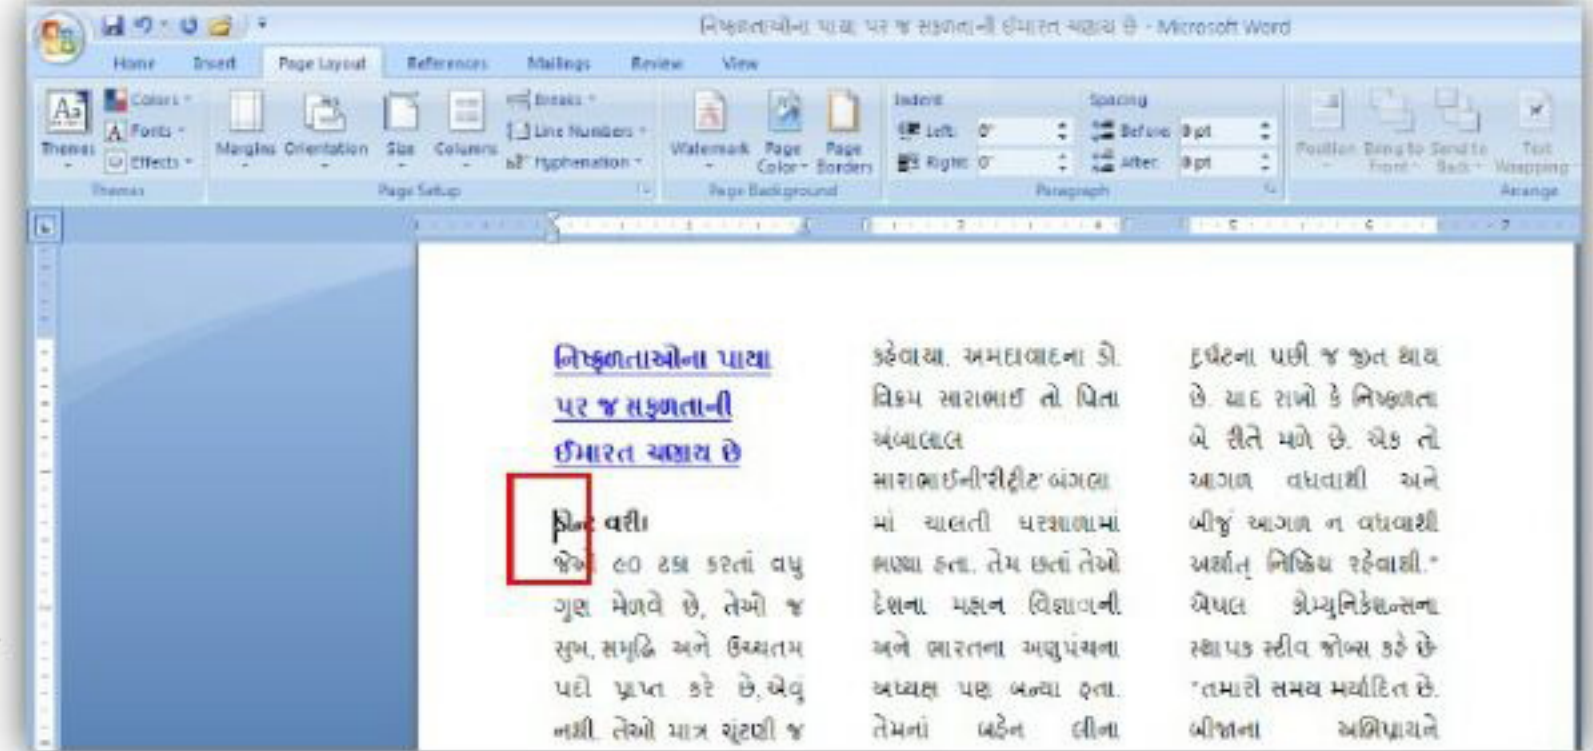 નિષ્ફળતાઓના પાયા પર જ સફળતાની ઈમારત ચણાય છે - Microsoft Word
Home Insert Page Layout References Mailings Review View
Themes
Colors
Fonts
Effects
Themes
Margins Orientation Size Columns
Breaks
Line Numbers
Hyphenation
Page Setup
Watermark Page Color Page Borders
Page Background
Indent
Left: 0"
Right: 0"
Spacing
Before: 0 pt
After: 0 pt
Paragraph
Position Bring to Front Send to Back Text Wrapping
Arrange
નિષ્ફળતાઓના પાયા
પર જ સફળતાની
ઈમારત ચણાય છે
ડોન્ટ વરી।
જેઓ ૯૦ ટકા કરતાં વધુ
ગુણ મેળવે છે, તેઓ જ
સુખ, સમૃદ્ધિ અને ઉચ્ચતમ
પદો પ્રાપ્ત કરે છે,એવું
નથી. તેઓ માત્ર ચૂંટણી જ
કહેવાયા. અમદાવાદના ડો.
વિક્રમ સારાભાઈ તો પિતા
અંબાલાલ
સારાભાઈની'રીટ્રીટ' બંગલા
માં ચાલતી ઘરશાળામાં
ભણ્યા હતા. તેમ છતાં તેઓ
દેશના મહાન વિજ્ઞાની
અને ભારતના અણુપંચના
અધ્યક્ષ પણ બન્યા હતા.
તેમનાં બહેન લીના
દુર્ઘટના પછી જ જીત થાય
છે. યાદ રાખો કે નિષ્ફળતા
બે રીતે મળે છે. એક તો
આગળ વધવાથી અને
બીજું આગળ ન વધવાથી
અર્થાત્ નિષ્ક્રિય રહેવાથી."
એપલ કોમ્યુનિકેશન્સના
સ્થાપક સ્ટીવ જોબ્સ કહે છે
"તમારો સમય મર્યાદિત છે.
બીજાના અભિપ્રાયને